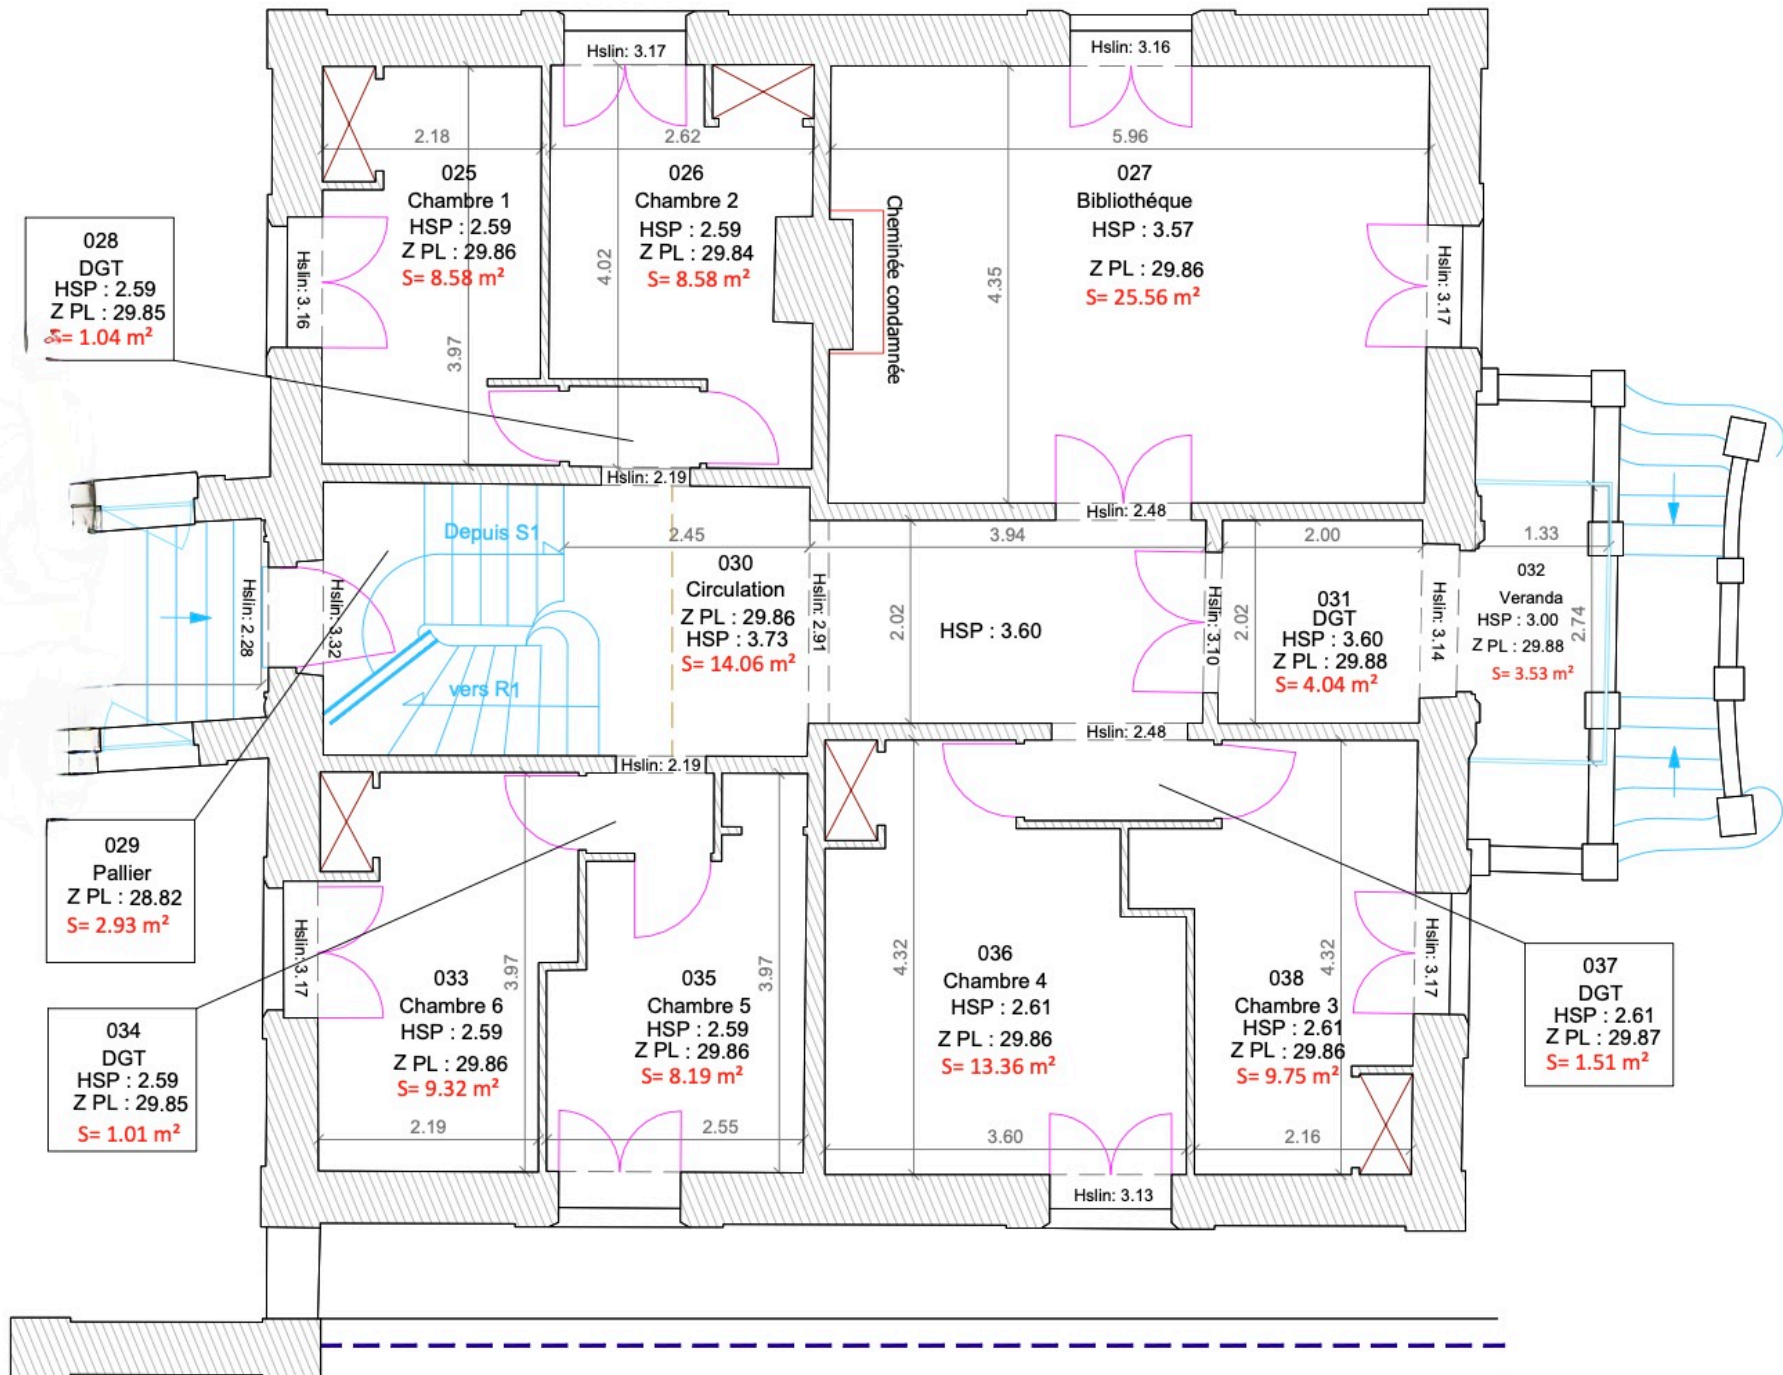 Hslin: 3.17
Hslin: 3.16
2.18
2.62
5.96
025
Chambre 1
HSP : 2.59
Z PL : 29.86
S= 8.58 m²
026
Chambre 2
HSP : 2.59
Z PL : 29.84
S= 8.58 m²
027
Bibliothéque
HSP : 3.57
Z PL : 29.86
S= 25.56 m²
Cheminée condamnée
028
DGT
HSP : 2.59
Z PL : 29.85
S= 1.04 m²
Hslin: 3.16
3.97
4.02
4.35
Hslin: 3.17
Hslin: 2.19
Hslin: 2.48
Depuis S1
2.45
3.94
2.00
1.33
030
Circulation
Z PL : 29.86
HSP : 3.73
S= 14.06 m²
Hslin: 2.28
Hslin: 3.32
Hslin: 2.91
2.02
HSP : 3.60
Hslin: 3.10
2.02
031
DGT
HSP : 3.60
Z PL : 29.88
S= 4.04 m²
Hslin: 3.14
032
Veranda
HSP : 3.00
Z PL : 29.88
S= 3.53 m²
2.74
vers R1
Hslin: 2.19
Hslin: 2.48
029
Pallier
Z PL : 28.82
S= 2.93 m²
034
DGT
HSP : 2.59
Z PL : 29.85
S= 1.01 m²
Hslin: 3.17
033
Chambre 6
HSP : 2.59
Z PL : 29.86
S= 9.32 m²
3.97
035
Chambre 5
HSP : 2.59
Z PL : 29.86
S= 8.19 m²
3.97
036
Chambre 4
HSP : 2.61
Z PL : 29.86
S= 13.36 m²
4.32
038
Chambre 3
HSP : 2.61
Z PL : 29.86
S= 9.75 m²
4.32
Hslin: 3.17
037
DGT
HSP : 2.61
Z PL : 29.87
S= 1.51 m²
2.19
2.55
3.60
2.16
Hslin: 3.13